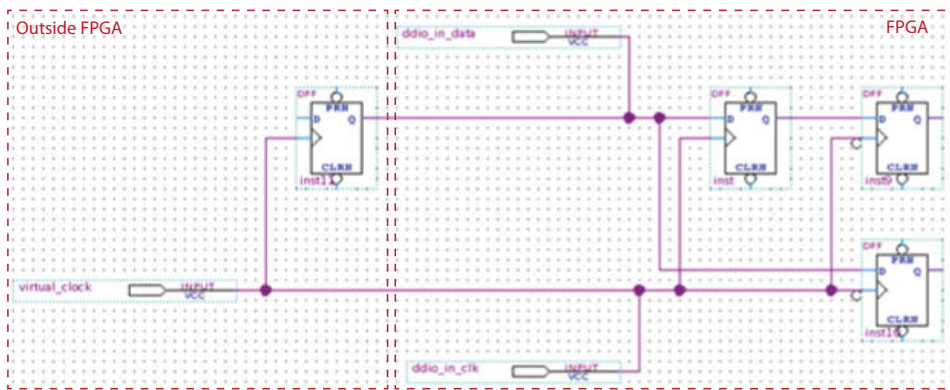 Outside FPGA
FPGA
ddio_in_data
INPUT
VCC
DFF
PRN
D
Q
CLRN
inst11
DFF
PRN
D
Q
CLRN
inst
DFF
PRN
D
Q
CLRN
inst9
virtual_clock
INPUT
VCC
DFF
PRN
D
Q
CLRN
ddio_in_clk
INPUT
VCC